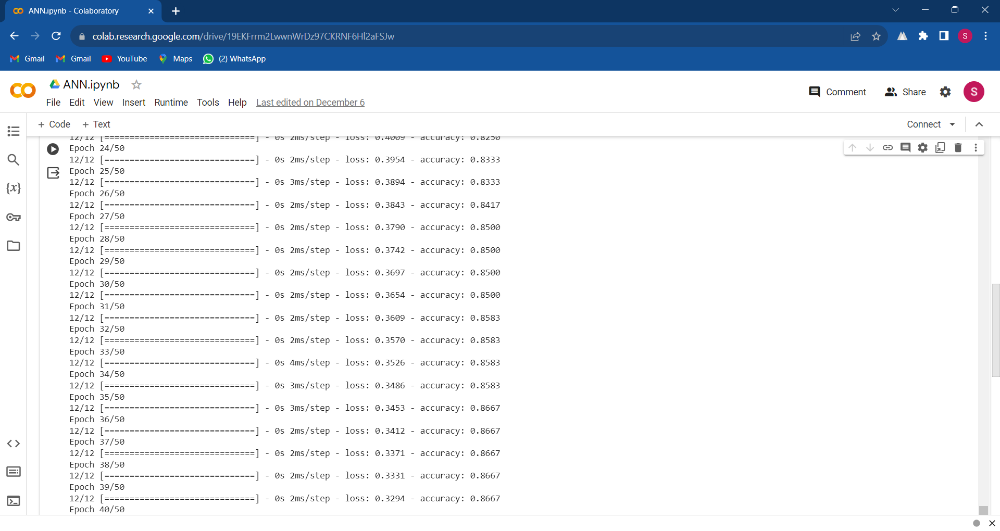 ANN.ipynb - Colaboratory
colab.research.google.com/drive/19EKFrrm2LwwnWrDz97CKRNF6Hl2aFSJw
S
Gmail Gmail YouTube Maps (2) WhatsApp
ANN.ipynb
Comment Share S
File Edit View Insert Runtime Tools Help Last edited on December 6
+ Code + Text Connect
12/12 [==============================] - 0s 2ms/step - loss: 0.4009 - accuracy: 0.8250
Epoch 24/50
12/12 [==============================] - 0s 2ms/step - loss: 0.3954 - accuracy: 0.8333
Epoch 25/50
12/12 [==============================] - 0s 3ms/step - loss: 0.3894 - accuracy: 0.8333
Epoch 26/50
12/12 [==============================] - 0s 2ms/step - loss: 0.3843 - accuracy: 0.8417
Epoch 27/50
12/12 [==============================] - 0s 2ms/step - loss: 0.3790 - accuracy: 0.8500
Epoch 28/50
12/12 [==============================] - 0s 2ms/step - loss: 0.3742 - accuracy: 0.8500
Epoch 29/50
12/12 [==============================] - 0s 2ms/step - loss: 0.3697 - accuracy: 0.8500
Epoch 30/50
12/12 [==============================] - 0s 2ms/step - loss: 0.3654 - accuracy: 0.8500
Epoch 31/50
12/12 [==============================] - 0s 2ms/step - loss: 0.3609 - accuracy: 0.8583
Epoch 32/50
12/12 [==============================] - 0s 2ms/step - loss: 0.3570 - accuracy: 0.8583
Epoch 33/50
12/12 [==============================] - 0s 4ms/step - loss: 0.3526 - accuracy: 0.8583
Epoch 34/50
12/12 [==============================] - 0s 3ms/step - loss: 0.3486 - accuracy: 0.8583
Epoch 35/50
12/12 [==============================] - 0s 3ms/step - loss: 0.3453 - accuracy: 0.8667
Epoch 36/50
12/12 [==============================] - 0s 2ms/step - loss: 0.3412 - accuracy: 0.8667
Epoch 37/50
12/12 [==============================] - 0s 2ms/step - loss: 0.3371 - accuracy: 0.8667
Epoch 38/50
12/12 [==============================] - 0s 2ms/step - loss: 0.3331 - accuracy: 0.8667
Epoch 39/50
12/12 [==============================] - 0s 2ms/step - loss: 0.3294 - accuracy: 0.8667
Epoch 40/50